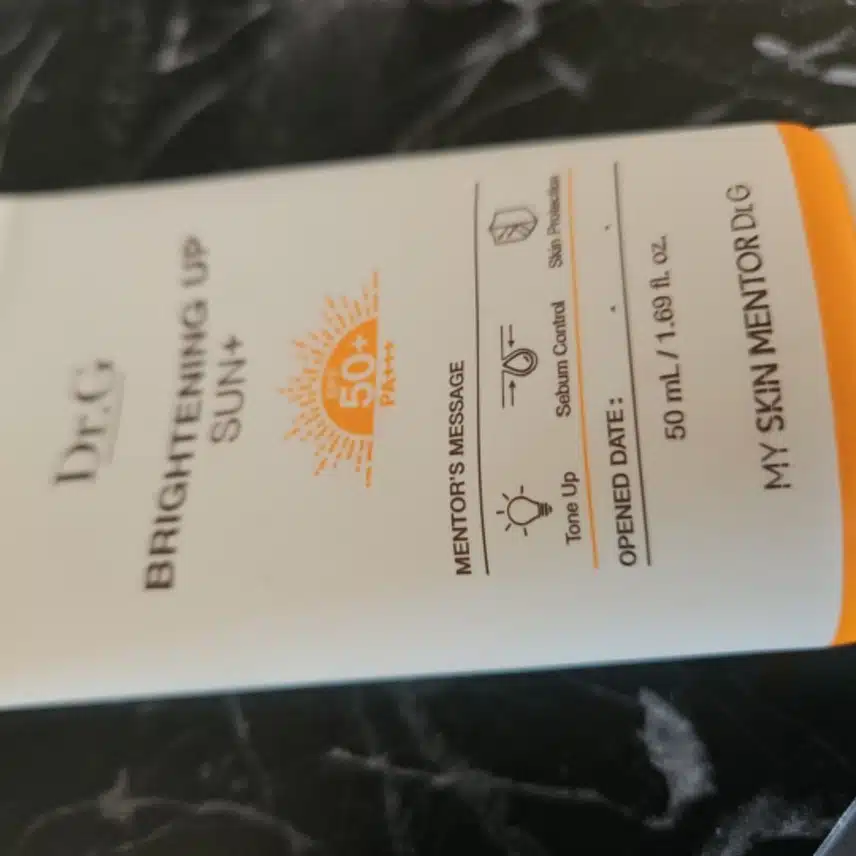 Dr.G
BRIGHTENING UP
SUN+
50+
PA+++
MENTOR'S MESSAGE
Tone Up Sebum Control Skin Protection
OPENED DATE : . .
50 mL / 1.69 fl. oz.
MY SKIN MENTOR Dr.G